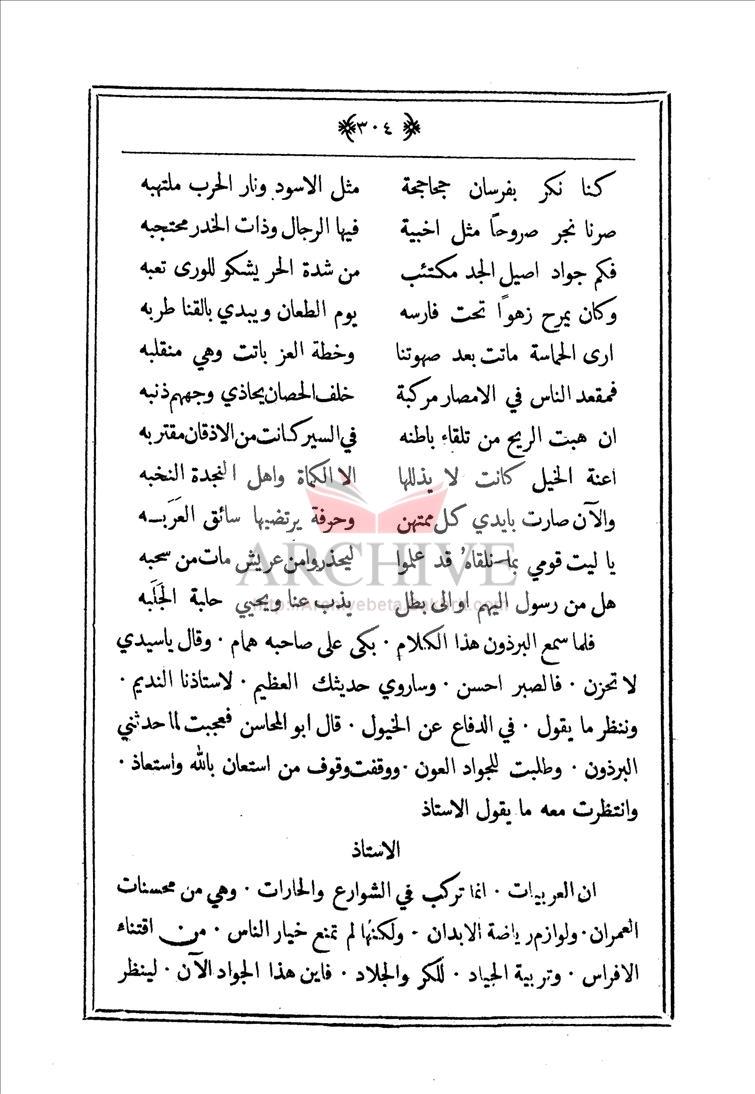 ﴿٣٠٤﴾
كنا نكر بفرسان جحاجحة مثل الاسود ونار الحرب ملتهبه
صرنا نجر صروحًا مثل اخبية فيها الرجال وذات الخدر محتجبه
فكم جواد اصيل الجد مكتئب من شدة الحر يشكو للورى تعبه
وكان يمرح زهوًا تحت فارسه يوم الطعان ويبدي بالقنا طربه
ارى الحماسة ماتت بعد صهوتنا وخطة العز باتت وهي منقلبه
فمقعد الناس في الامصار مركبة خلف الحصان يحاذي وجههم ذنبه
ان هبت الريح من تلقاء باطنه في السير كانت من الاذقان مقتربه
اعنة الخيل كانت لا يذللها الا الكماة واهل النجدة النخبه
والآن صارت بايدي كل ممتهن وحرفة يرتضيها سائق العَرَبـــه
يا ليت قومي بما نلقاهُ قد علموا ليحذروا من عريش مات من سحبه
هل من رسول اليهم او الى بطل يذب عنا ويحيي حلبة الجَلَبه
فلما سمع البرذون هذا الكلام · بكى على صاحبه همام · وقال ياسيدي
لا تحزن · فالصبر احسن · وساروي حديثك العظيم · لاستاذنا النديم ·
وننظر ما يقول · في الدفاع عن الخيول · قال ابو المحاسن فعجبت لما حدثني
البرذون · وطلبت للجواد العون · ووقفت وقوف من استعان بالله واستعاذ ·
وانتظرت معه ما يقول الاستاذ
الاستاذ
ان العربيات · انما تركب في الشوارع والحارات · وهي من محسنات
العمران · ولوازم رياضة الابدان · ولكنها لم تمنع خيار الناس · من اقتناء
الافراس · وتربية الجياد · للكر والجلاد · فاين هذا الجواد الآن · لينظر
ARCHIVE